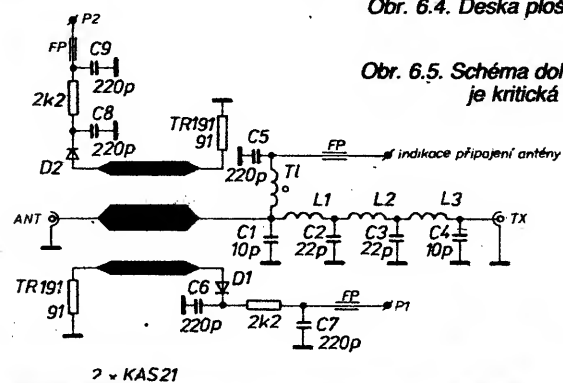 Obr. 6.4. Deska ploš
Obr. 6.5. Schéma dol
je kritická
P2
FP
C9
220p
2k2
C8
220p
D2
TR191
91
C5
220p
FP
indikace připojení antény
Tl
ANT
L1
L2
L3
TX
C1
10p
C2
22p
C3
22p
C4
10p
TR191
91
D1
C6
220p
2k2
FP
P1
C7
220p
2 × KAS21